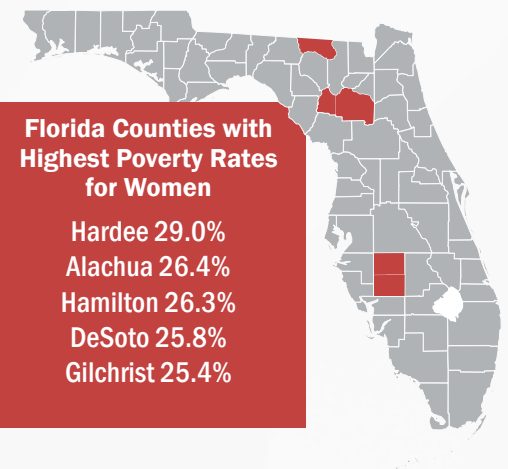 Florida Counties with
Highest Poverty Rates
for Women
Hardee 29.0%
Alachua 26.4%
Hamilton 26.3%
DeSoto 25.8%
Gilchrist 25.4%